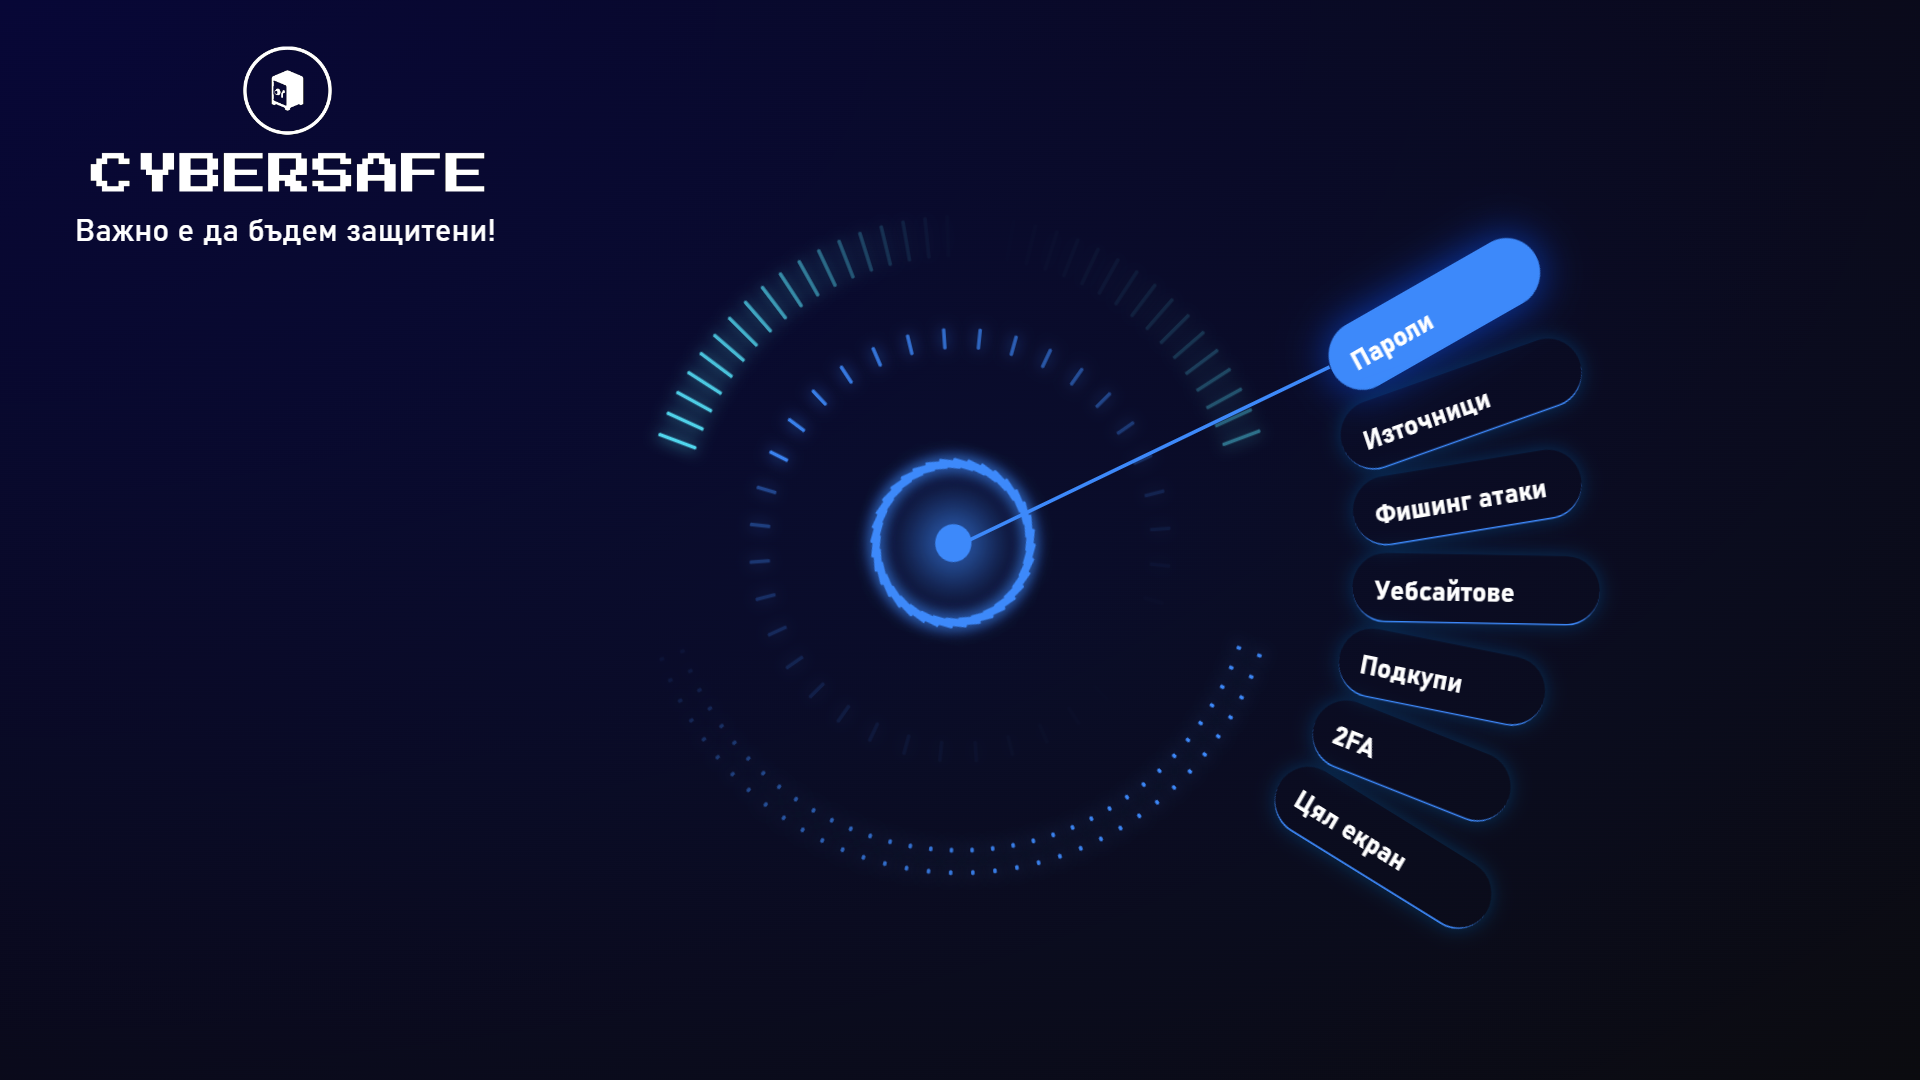 CYBERSAFE
Важно е да бъдем защитени!
Пароли
Източници
Фишинг атаки
Уебсайтове
Подкупи
2FA
Цял екран